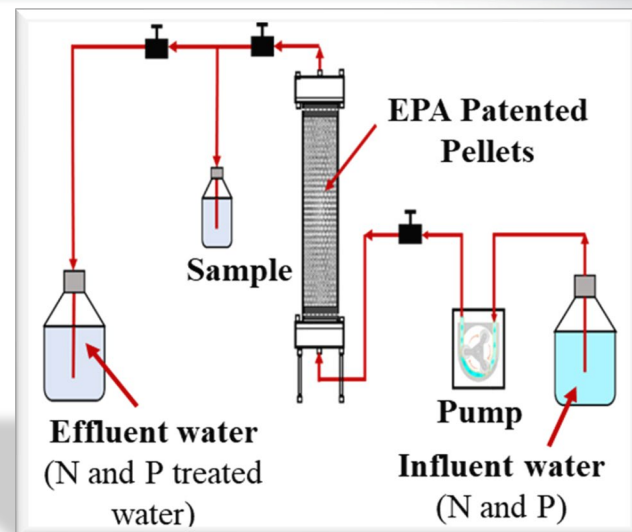 EPA Patented
Pellets
Sample
Pump
Effluent water
(N and P treated
water)
Influent water
(N and P)